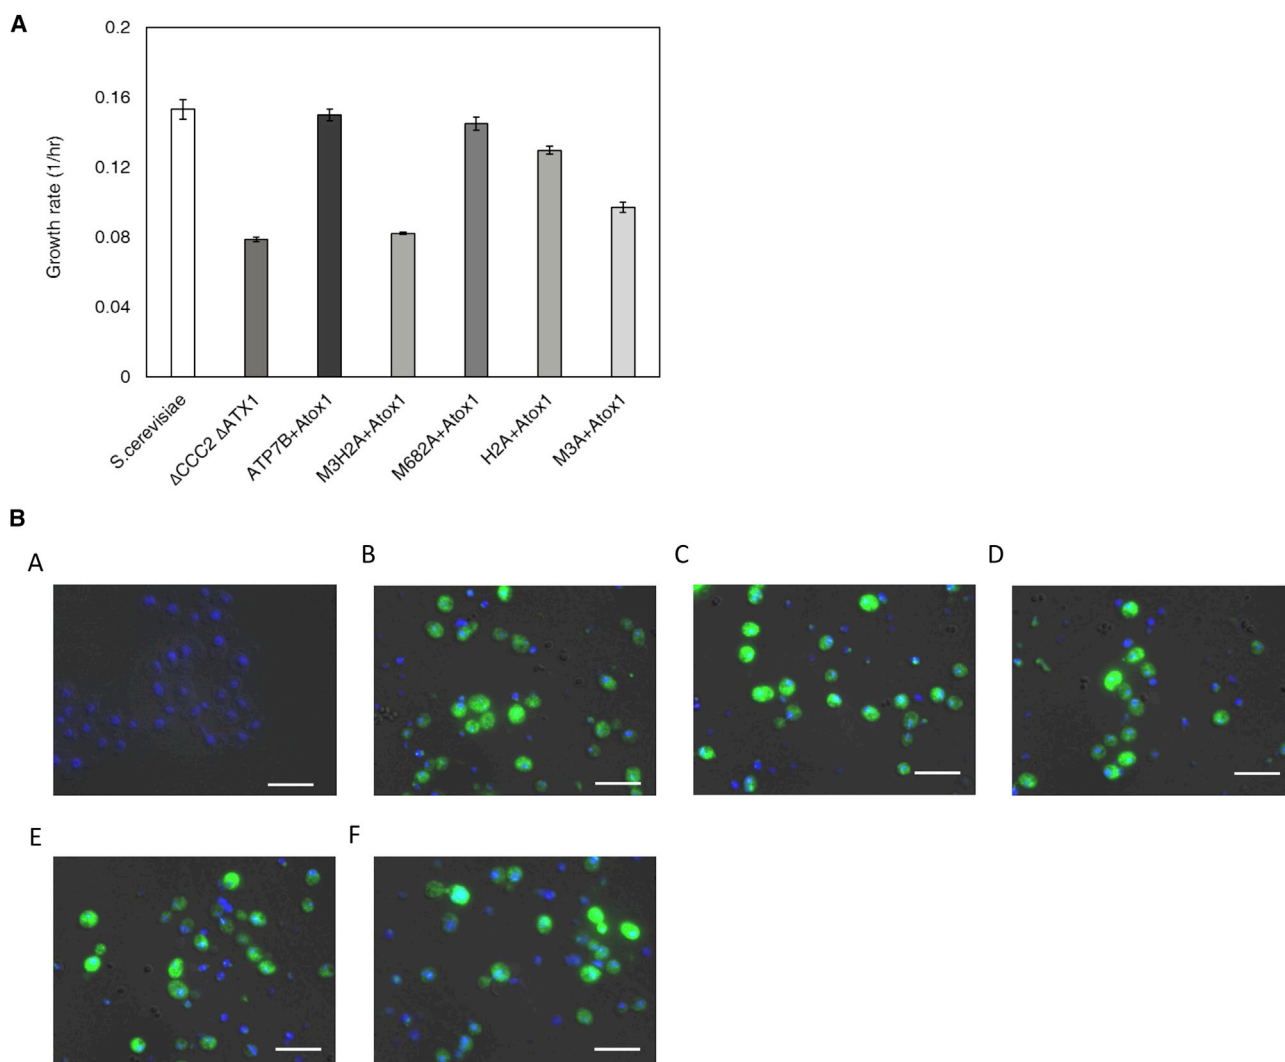 A
0.2
0.16
0.12
0.08
0.04
0
Growth rate (1/hr)
S.cerevisiae
ΔCCC2 ΔATX1
ATP7B+Atox1
M3H2A+Atox1
M682A+Atox1
H2A+Atox1
M3A+Atox1
B
A
B
C
D
E
F